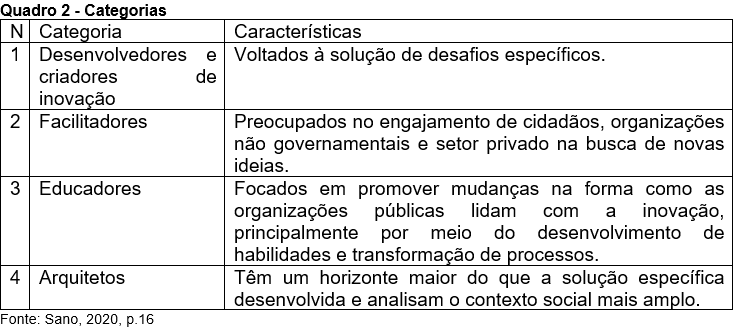 Quadro 2 - Categorias
N Categoria Características
1 Desenvolvedores e criadores de inovação Voltados à solução de desafios específicos.
2 Facilitadores Preocupados no engajamento de cidadãos, organizações
não governamentais e setor privado na busca de novas
ideias.
3 Educadores Focados em promover mudanças na forma como as
organizações públicas lidam com a inovação,
principalmente por meio do desenvolvimento de
habilidades e transformação de processos.
4 Arquitetos Têm um horizonte maior do que a solução específica
desenvolvida e analisam o contexto social mais amplo.
Fonte: Sano, 2020, p.16